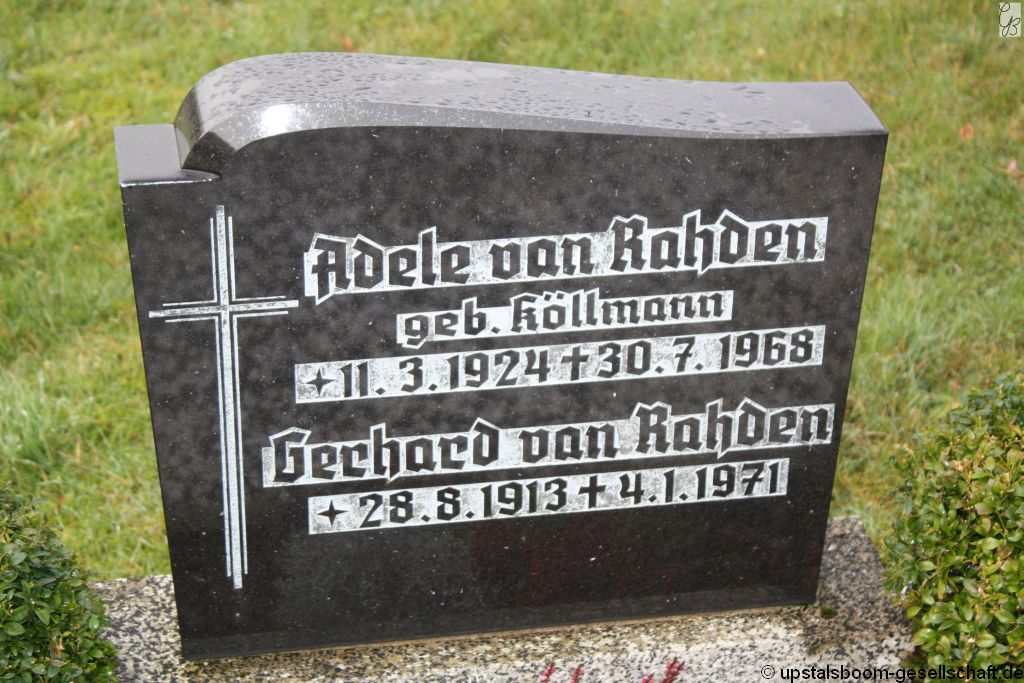 Adele van Rahden
geb. Köllmann
✦ 11. 3. 1924 ✝ 30. 7. 1968
Gerhard van Rahden
✦ 28. 8. 1913 ✝ 4. 1. 1971
© upstalsboom-gesellschaft.de